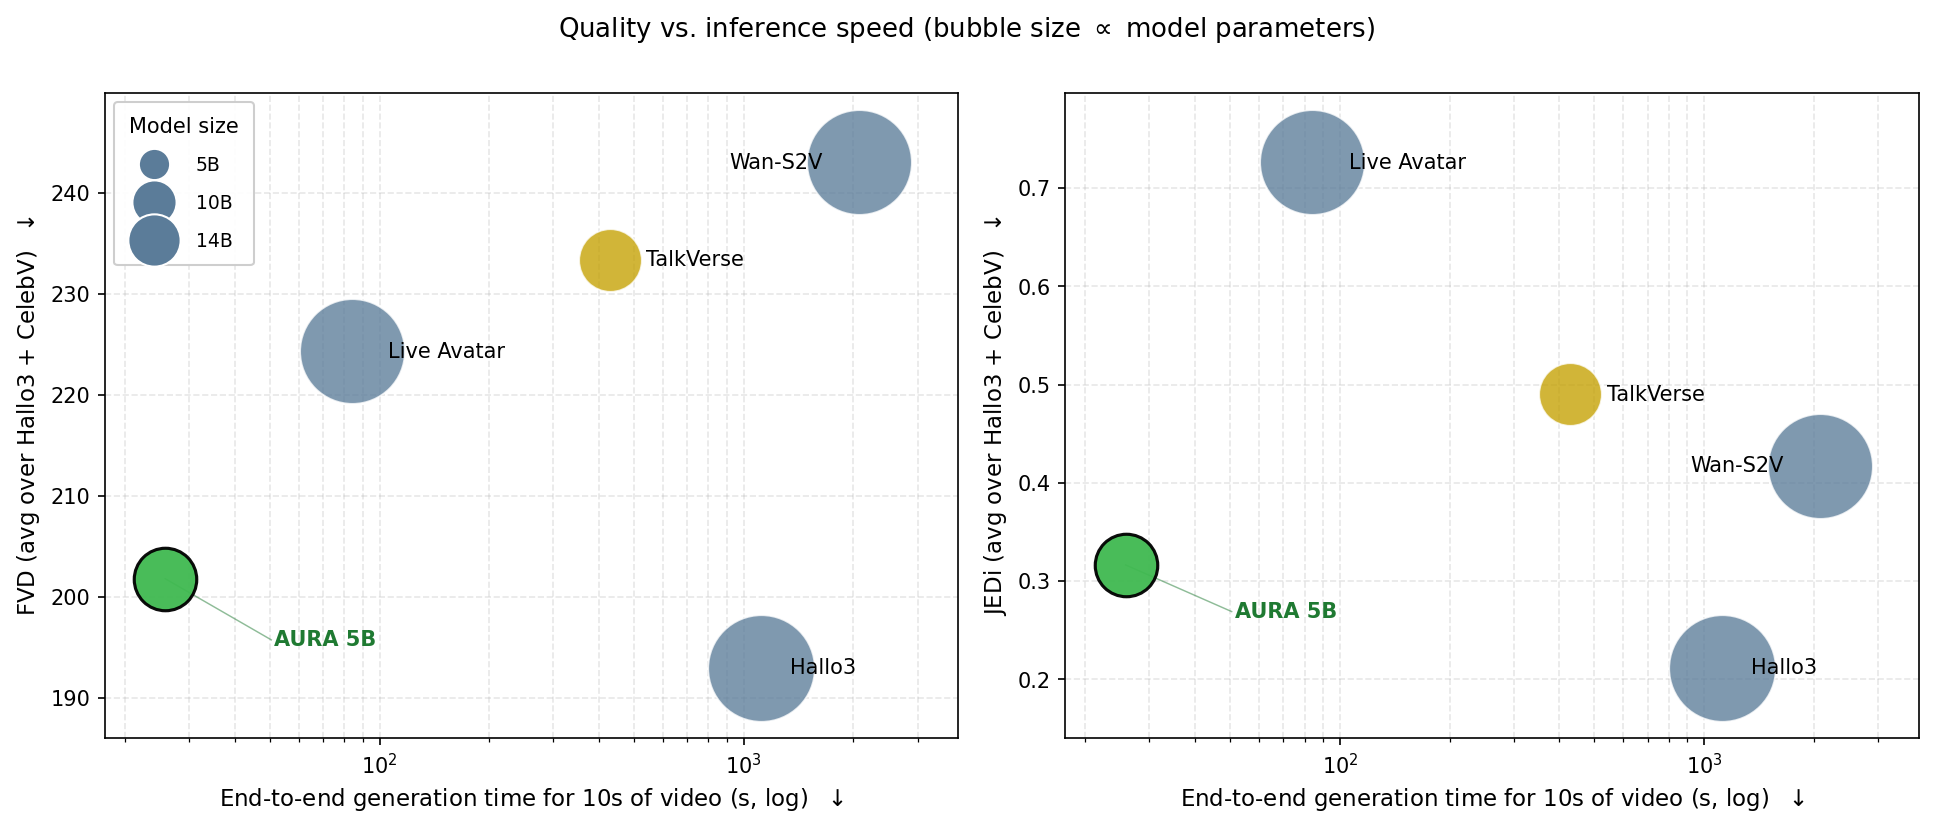 Quality vs. inference speed (bubble size ∝ model parameters)
Model size
5B
10B
14B
Wan-S2V
TalkVerse
Live Avatar
AURA 5B
Hallo3
240
230
220
210
200
190
FVD (avg over Hallo3 + CelebV) ↓
10²
10³
End-to-end generation time for 10s of video (s, log) ↓
Live Avatar
TalkVerse
Wan-S2V
AURA 5B
Hallo3
0.7
0.6
0.5
0.4
0.3
0.2
JEDi (avg over Hallo3 + CelebV) ↓
10²
10³
End-to-end generation time for 10s of video (s, log) ↓